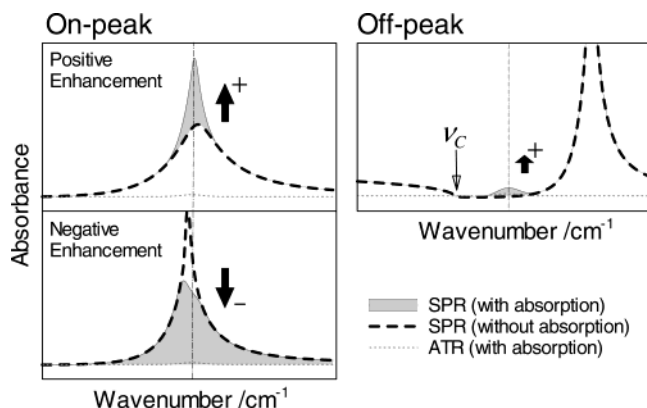 On-peak
Off-peak
Positive
Enhancement
+
ν_C
+
Absorbance
Wavenumber /cm⁻¹
Negative
Enhancement
−
SPR (with absorption)
SPR (without absorption)
ATR (with absorption)
Wavenumber /cm⁻¹